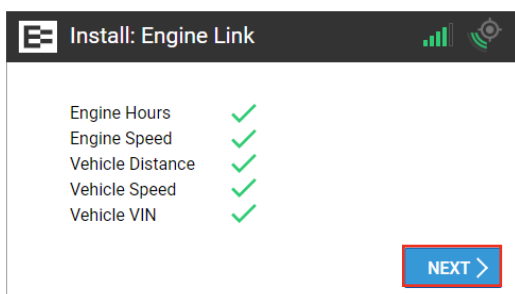 Install: Engine Link
Engine Hours
Engine Speed
Vehicle Distance
Vehicle Speed
Vehicle VIN
NEXT